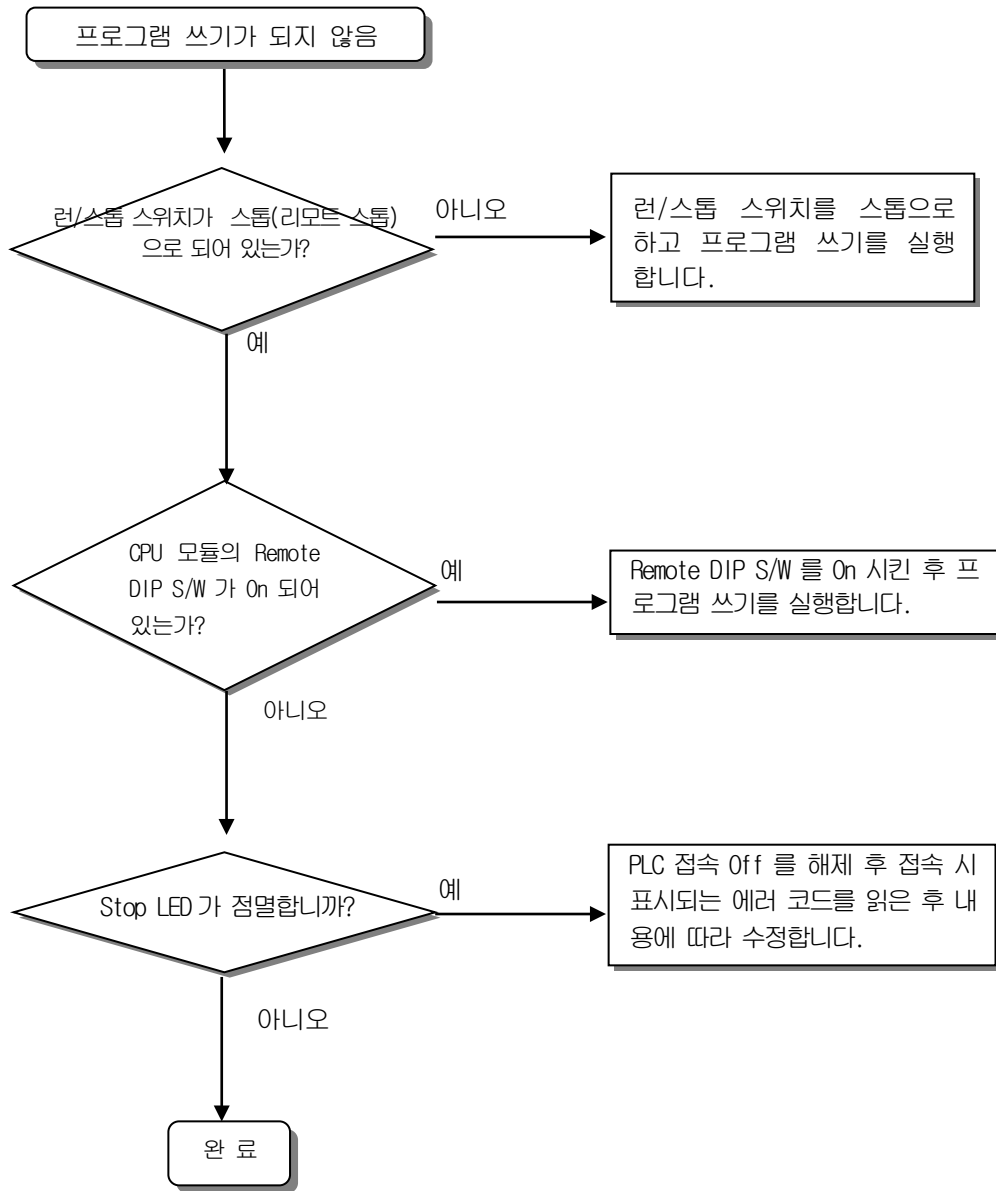 프로그램 쓰기가 되지 않음
런/스톱 스위치가 스톱(리모트 스톱)
으로 되어 있는가?
아니오
런/스톱 스위치를 스톱으로
하고 프로그램 쓰기를 실행
합니다.
예
CPU 모듈의 Remote
DIP S/W 가 On 되어
있는가?
예
Remote DIP S/W 를 On 시킨 후 프
로그램 쓰기를 실행합니다.
아니오
Stop LED 가 점멸합니까?
예
PLC 접속 Off 를 해제 후 접속 시
표시되는 에러 코드를 읽은 후 내
용에 따라 수정합니다.
아니오
완 료